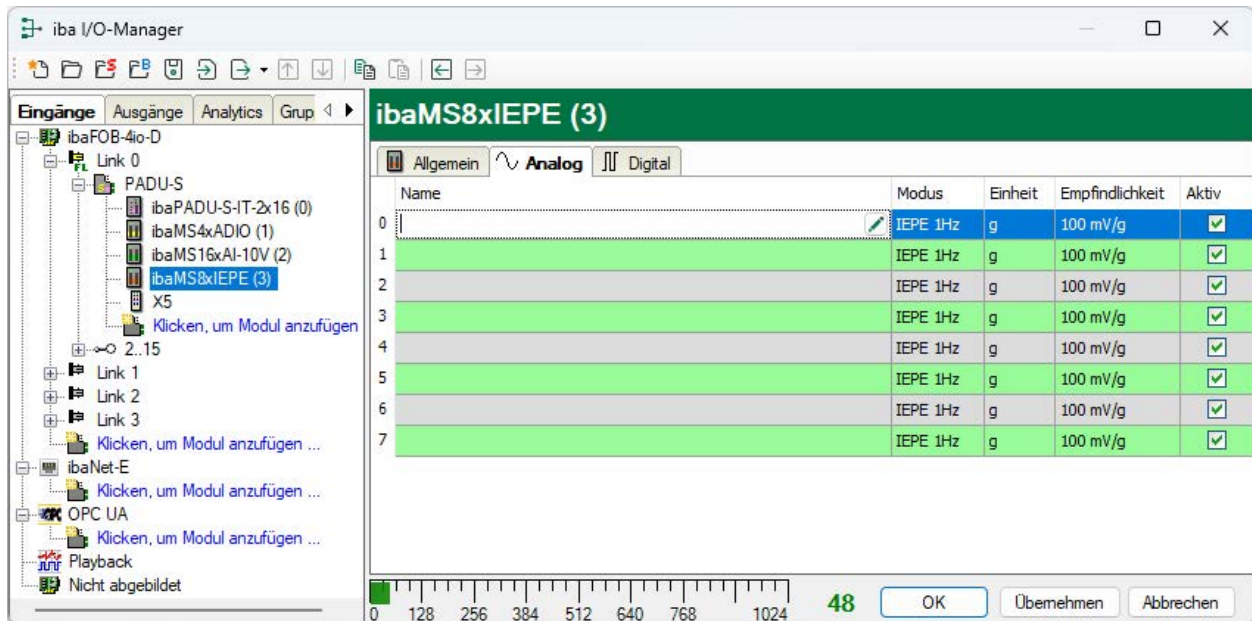 iba I/O-Manager
Eingänge Ausgänge Analytics Grup
ibaFOB-4io-D
Link 0
PADU-S
ibaPADU-S-IT-2x16 (0)
ibaMS4xADIO (1)
ibaMS16xAI-10V (2)
ibaMS8xIEPE (3)
X5
Klicken, um Modul anzufügen
2..15
Link 1
Link 2
Link 3
Klicken, um Modul anzufügen ...
ibaNet-E
Klicken, um Modul anzufügen ...
OPC UA
Klicken, um Modul anzufügen ...
Playback
Nicht abgebildet
ibaMS8xIEPE (3)
Allgemein Analog Digital
Name Modus Einheit Empfindlichkeit Aktiv
0 IEPE 1Hz g 100 mV/g
1 IEPE 1Hz g 100 mV/g
2 IEPE 1Hz g 100 mV/g
3 IEPE 1Hz g 100 mV/g
4 IEPE 1Hz g 100 mV/g
5 IEPE 1Hz g 100 mV/g
6 IEPE 1Hz g 100 mV/g
7 IEPE 1Hz g 100 mV/g
0 128 256 384 512 640 768 1024
48 OK Übernehmen Abbrechen